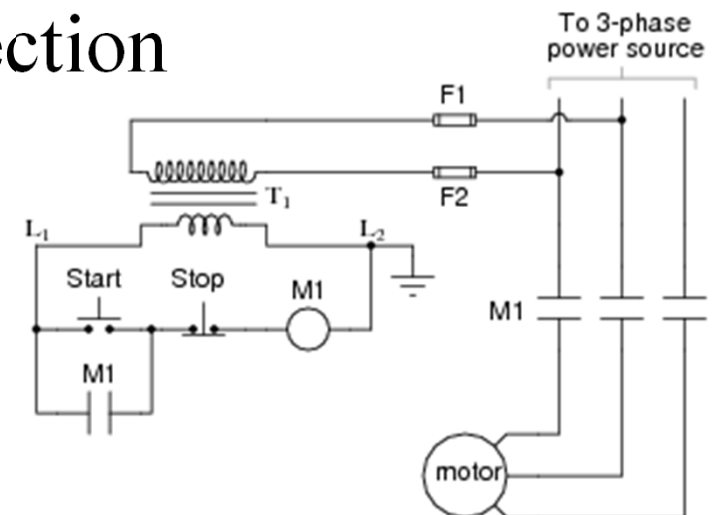 ection
To 3-phase
power source
F1
F2
T1
L1
L2
Start
Stop
M1
M1
M1
motor